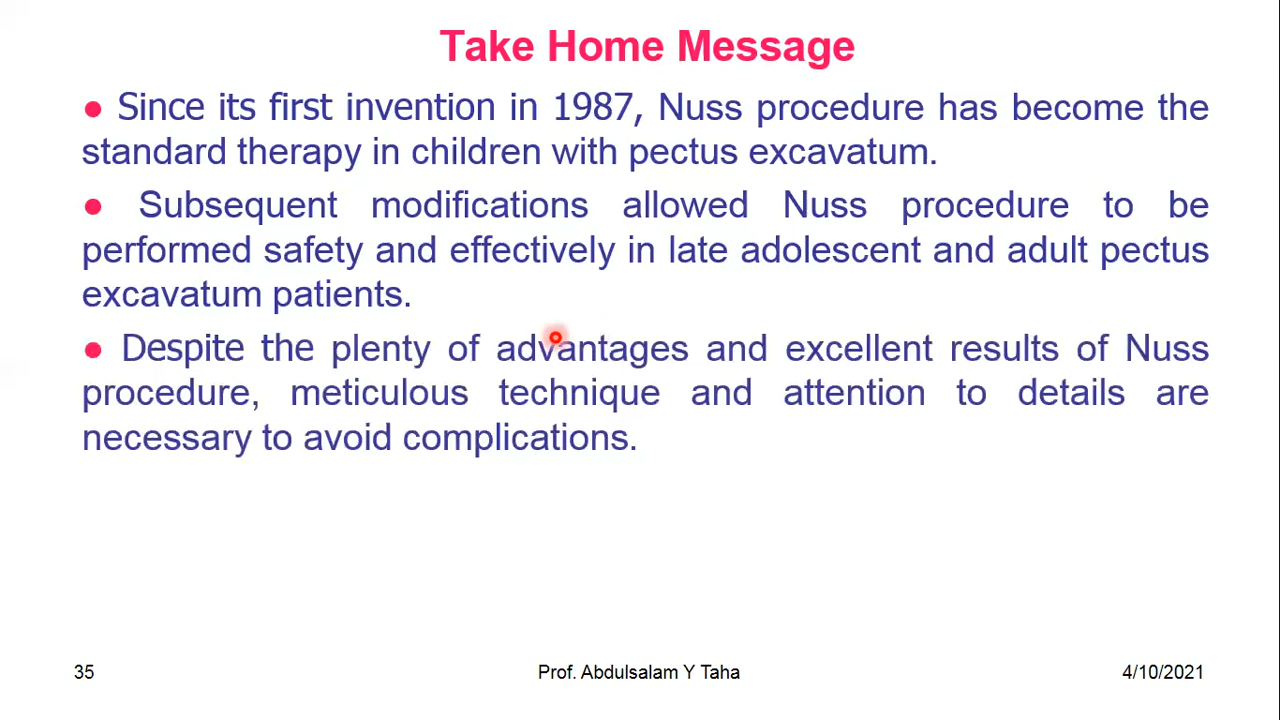 Take Home Message
● Since its first invention in 1987, Nuss procedure has become the
standard therapy in children with pectus excavatum.
● Subsequent modifications allowed Nuss procedure to be
performed safety and effectively in late adolescent and adult pectus
excavatum patients.
● Despite the plenty of advantages and excellent results of Nuss
procedure, meticulous technique and attention to details are
necessary to avoid complications.
35
Prof. Abdulsalam Y Taha
4/10/2021